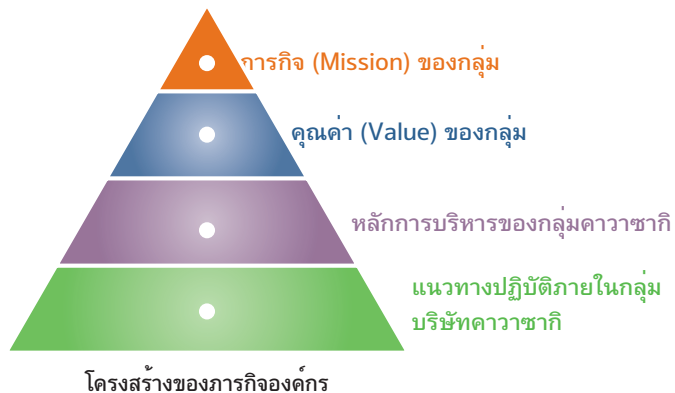 ภารกิจ (Mission) ของกลุ่ม
คุณค่า (Value) ของกลุ่ม
หลักการบริหารของกลุ่มคาวาซากิ
แนวทางปฏิบัติภายในกลุ่ม
บริษัทคาวาซากิ
โครงสร้างของภารกิจองค์กร